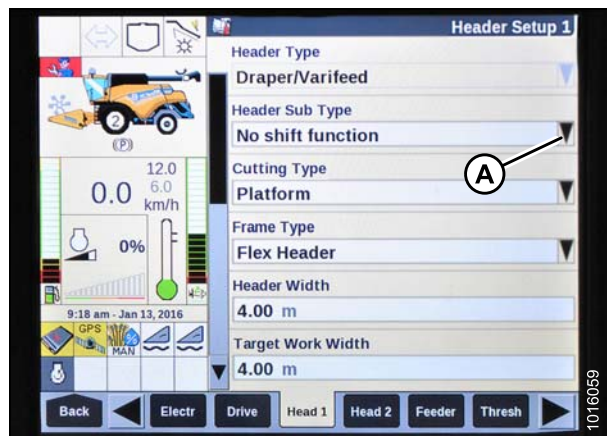 Header Setup 1
Header Type
Draper/Varifeed
Header Sub Type
No shift function
A
Cutting Type
Platform
Frame Type
Flex Header
Header Width
4.00 m
Target Work Width
4.00 m
2
(P)
12.0
0.0 6.0
km/h
0%
9:18 am - Jan 13, 2016
GPS
%
MAN
Back Electr Drive Head 1 Head 2 Feeder Thresh
1016059